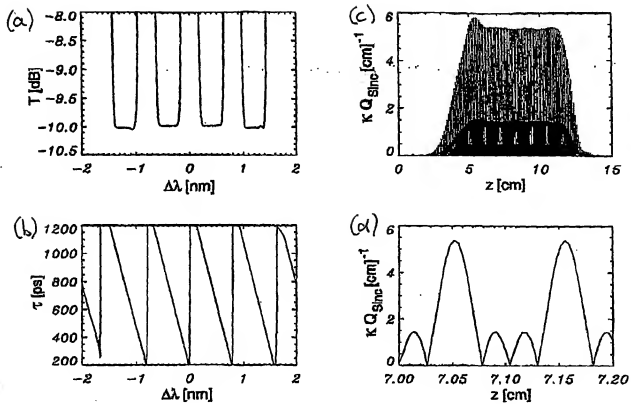 (a)
T [dB]
-8.0
-8.5
-9.0
-9.5
-10.0
-10.5
-2 -1 0 1 2
Δλ [nm]
(c)
κ Q_Sinc [cm]^-1
6
4
2
0
0 5 10 15
z [cm]
(b)
τ [ps]
1200
1000
800
600
400
200
-2 -1 0 1 2
Δλ [nm]
(d)
κ Q_Sinc [cm]^-1
6
4
2
0
7.00 7.05 7.10 7.15 7.20
z [cm]